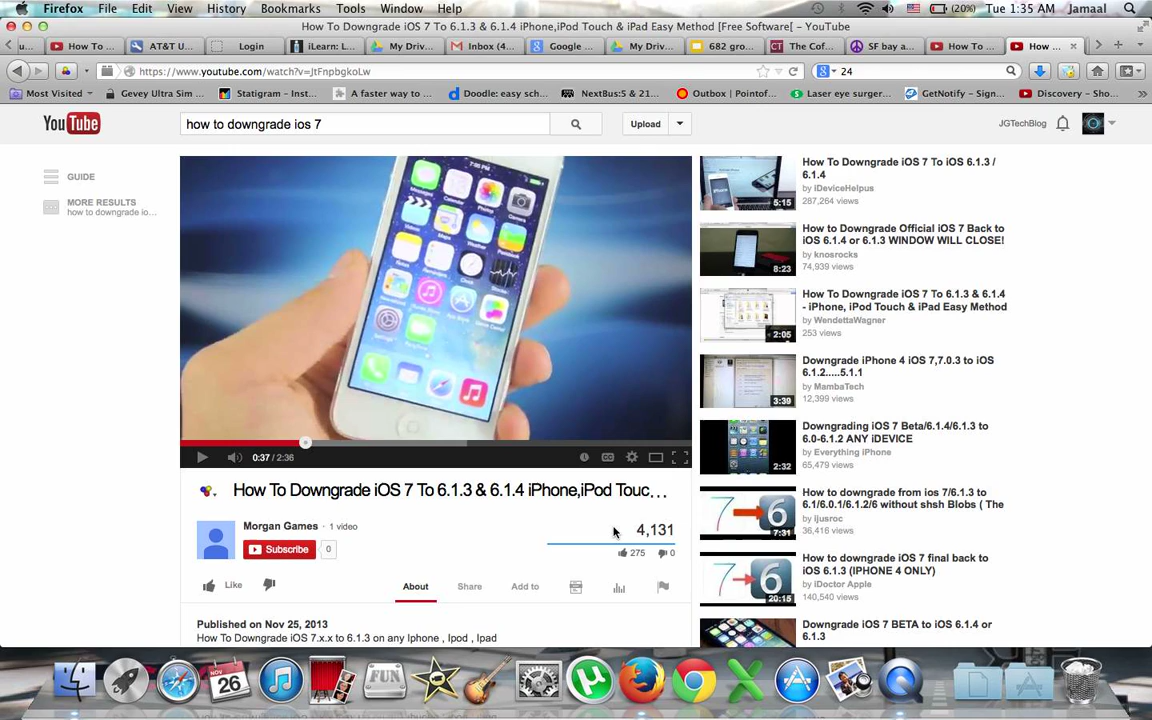 Firefox File Edit View History Bookmarks Tools Window Help (20%) Tue 1:35 AM Jamaal
How To Downgrade iOS 7 To 6.1.3 & 6.1.4 iPhone,iPod Touch & iPad Easy Method [Free Software[ – YouTube
u... How To ... AT&T U... Login iLearn: L... My Driv... Inbox (4... Google ... My Driv... 682 gro... The Cof... SF bay a... How To ... How ...
https://www.youtube.com/watch?v=JtFnpbgkoLw 24
Most Visited Gevey Ultra Sim ... Statigram - Inst... A faster way to ... Doodle: easy sch... NextBus:5 & 21... Outbox | Pointof... Laser eye surger... GetNotify - Sign... Discovery - Sho...
YouTube how to downgrade ios 7 Upload JGTechBlog
GUIDE
MORE RESULTS
how to downgrade io...
7:35 PM
0:37 / 2:36
How To Downgrade iOS 7 To 6.1.3 & 6.1.4 iPhone,iPod Touc...
Morgan Games · 1 video
Subscribe 0
4,131
275 0
Like About Share Add to
Published on Nov 25, 2013
How To Downgrade iOS 7.x.x to 6.1.3 on any Iphone , Ipod , Ipad
How To Downgrade iOS 7 To iOS 6.1.3 /
6.1.4
by iDeviceHelpus
287,264 views
5:15
How to Downgrade Official iOS 7 Back to
iOS 6.1.4 or 6.1.3 WINDOW WILL CLOSE!
by knosrocks
74,939 views
8:23
How To Downgrade iOS 7 To 6.1.3 & 6.1.4
- iPhone, iPod Touch & iPad Easy Method
by WendettaWagner
253 views
2:05
Downgrade iPhone 4 iOS 7,7.0.3 to iOS
6.1.2.....5.1.1
by MambaTech
12,399 views
3:39
Downgrading iOS 7 Beta/6.1.4/6.1.3 to
6.0-6.1.2 ANY iDEVICE
by Everything iPhone
65,479 views
2:32
How to downgrade from ios 7/6.1.3 to
6.1/6.0.1/6.1.2/6 without shsh Blobs ( The
by ijusroc
36,416 views
7 6
7:31
How to downgrade iOS 7 final back to
iOS 6.1.3 (IPHONE 4 ONLY)
by iDoctor Apple
140,540 views
7 6
20:15
How to downgrade iOS 7 BETA to iOS 6.1.4 or
6.1.3
NOV
26
FUN